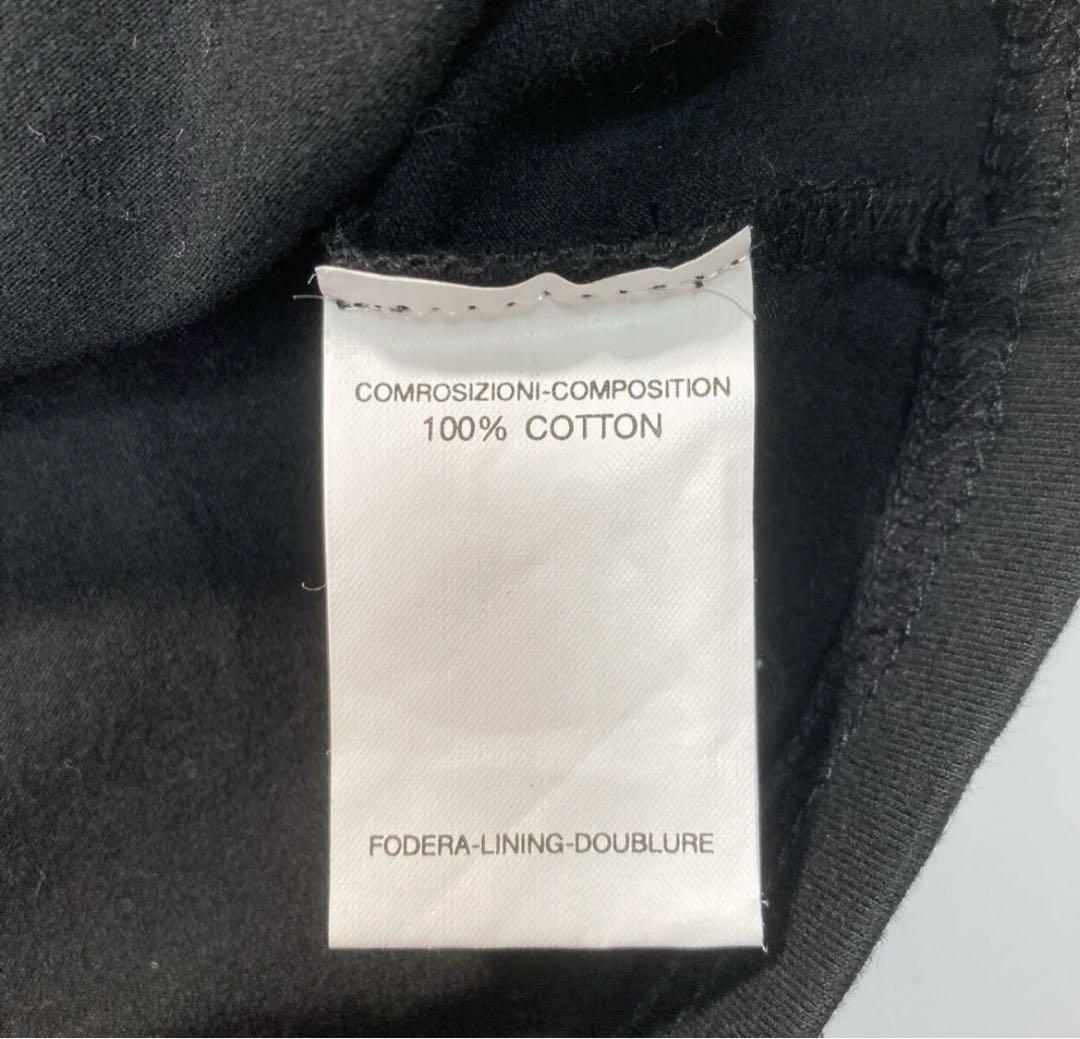 COMROSIZIONI-COMPOSITION
100% COTTON
FODERA-LINING-DOUBLURE